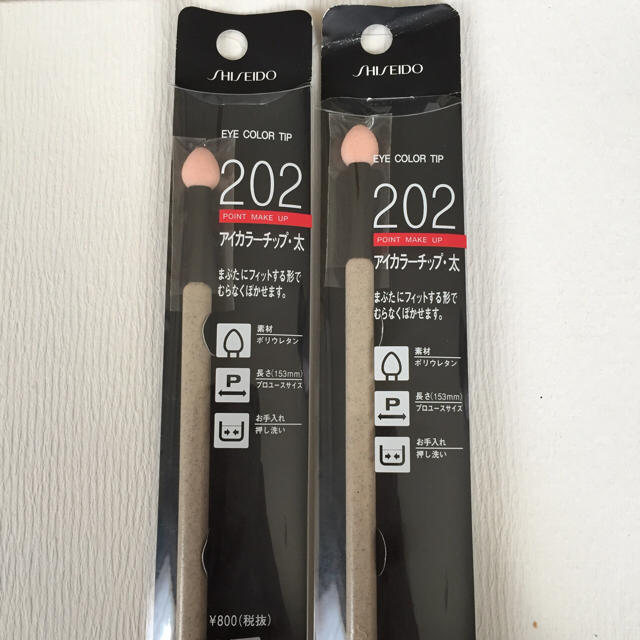 SHISEIDO
EYE COLOR TIP
202
POINT MAKE UP
アイカラーチップ・太
まぶたにフィットする形で
むらなくぼかせます。
素材
ポリウレタン
P
長さ(153mm)
プロユースサイズ
お手入れ
押し洗い
¥800(税抜)
SHISEIDO
EYE COLOR TIP
202
POINT MAKE UP
アイカラーチップ・太
まぶたにフィットする形で
むらなくぼかせます。
素材
ポリウレタン
P
長さ(153mm)
プロユースサイズ
お手入れ
押し洗い